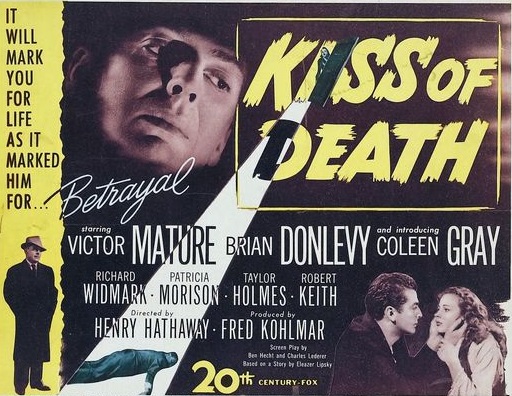 IT
WILL
MARK
YOU
FOR
LIFE
AS IT
MARKED
HIM
FOR...
Betrayal
KISS OF
DEATH
starring
VICTOR MATURE BRIAN DONLEVY and introducing COLEEN GRAY
RICHARD WIDMARK · PATRICIA MORISON · TAYLOR HOLMES · ROBERT KEITH
Directed by
HENRY HATHAWAY · Produced by FRED KOHLMAR
Screen Play by
Ben Hecht and Charles Lederer
Based on a Story by Eleazer Lipsky
20th CENTURY-FOX